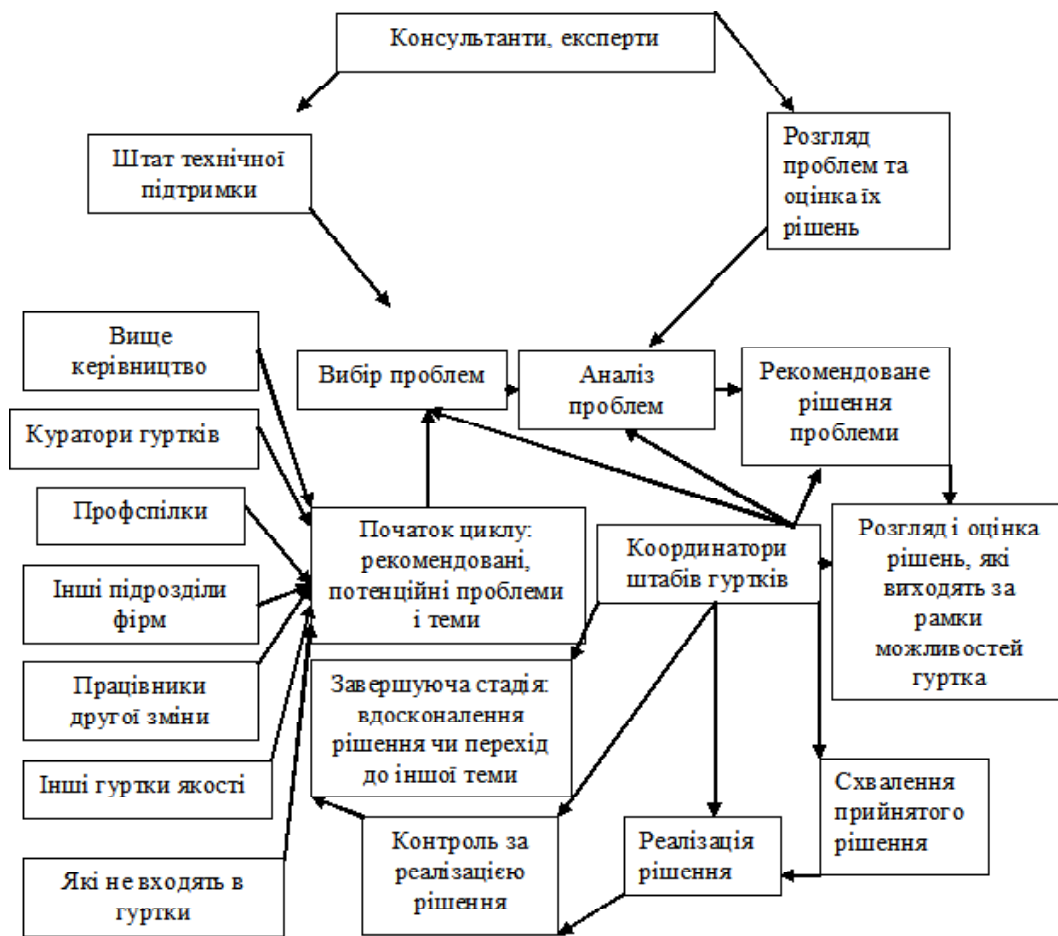 Консультанти, експерти
Штат технічної
підтримки
Розгляд
проблем та
оцінка їх
рішень
Вище
керівництво
Вибір проблем
Аналіз
проблем
Рекомендоване
рішення
проблеми
Куратори гуртків
Профспілки
Початок циклу:
рекомендовані,
потенційні проблеми
і теми
Координатори
штабів гуртків
Розгляд і оцінка
рішень, які
виходять за
рамки
можливостей
гуртка
Інші підрозділи
фірм
Працівники
другої зміни
Завершуюча стадія:
вдосконалення
рішення чи перехід
до іншої теми
Інші гуртки якості
Схвалення
прийнятого
рішення
Контроль за
реалізацією
рішення
Реалізація
рішення
Які не входять в
гуртки